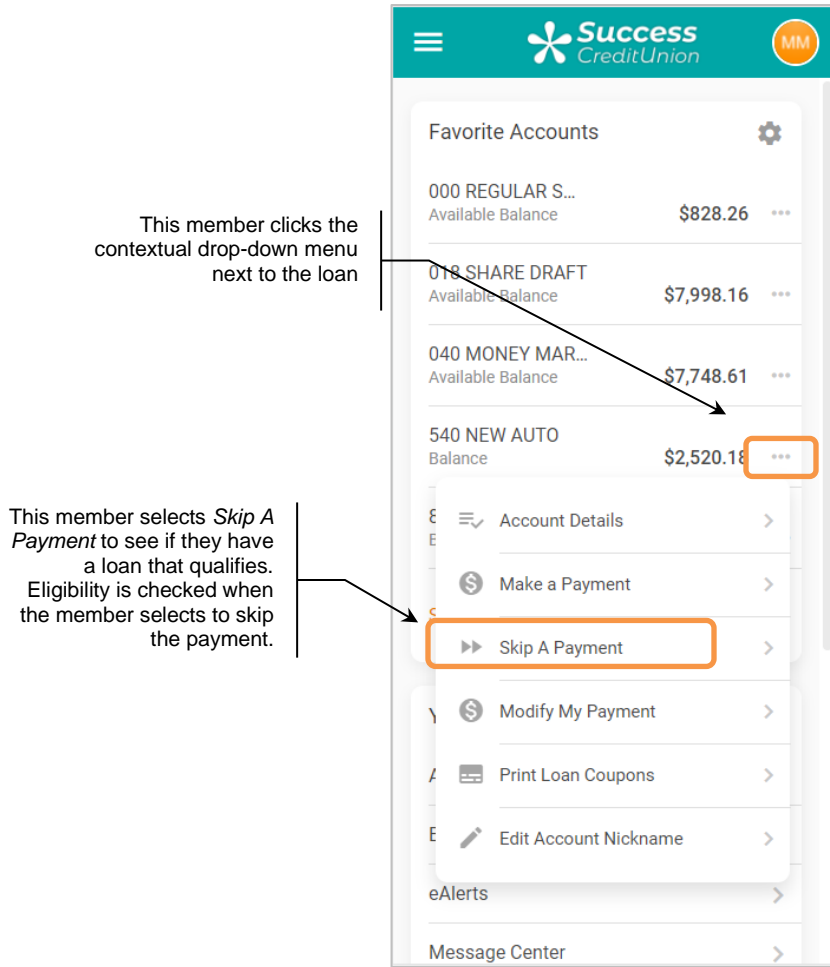 Success
CreditUnion
MM
Favorite Accounts
000 REGULAR S...
Available Balance
$828.26
This member clicks the
contextual drop-down menu
next to the loan
018 SHARE DRAFT
Available Balance
$7,998.16
040 MONEY MAR...
Available Balance
$7,748.61
540 NEW AUTO
Balance
$2,520.18
This member selects Skip A
Payment to see if they have
a loan that qualifies.
Eligibility is checked when
the member selects to skip
the payment.
Account Details
Make a Payment
Skip A Payment
Modify My Payment
Print Loan Coupons
Edit Account Nickname
eAlerts
Message Center